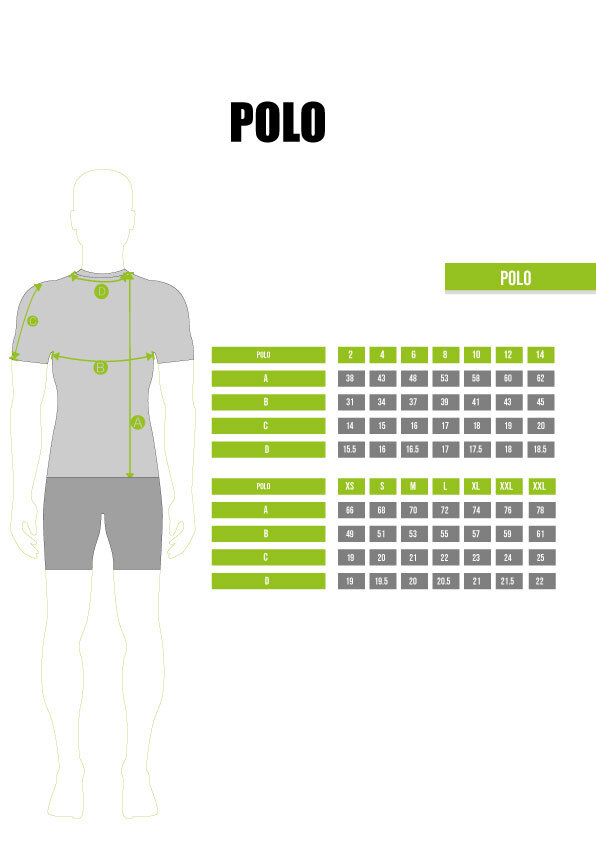 POLO
POLO
D
C
B
A
POLO 2 4 6 8 10 12 14
A 38 43 48 53 58 60 62
B 31 34 37 39 41 43 45
C 14 15 16 17 18 19 20
D 15.5 16 16.5 17 17.5 18 18.5
POLO XS S M L XL XXL XXL
A 66 68 70 72 74 76 78
B 49 51 53 55 57 59 61
C 19 20 21 22 23 24 25
D 19 19.5 20 20.5 21 21.5 22